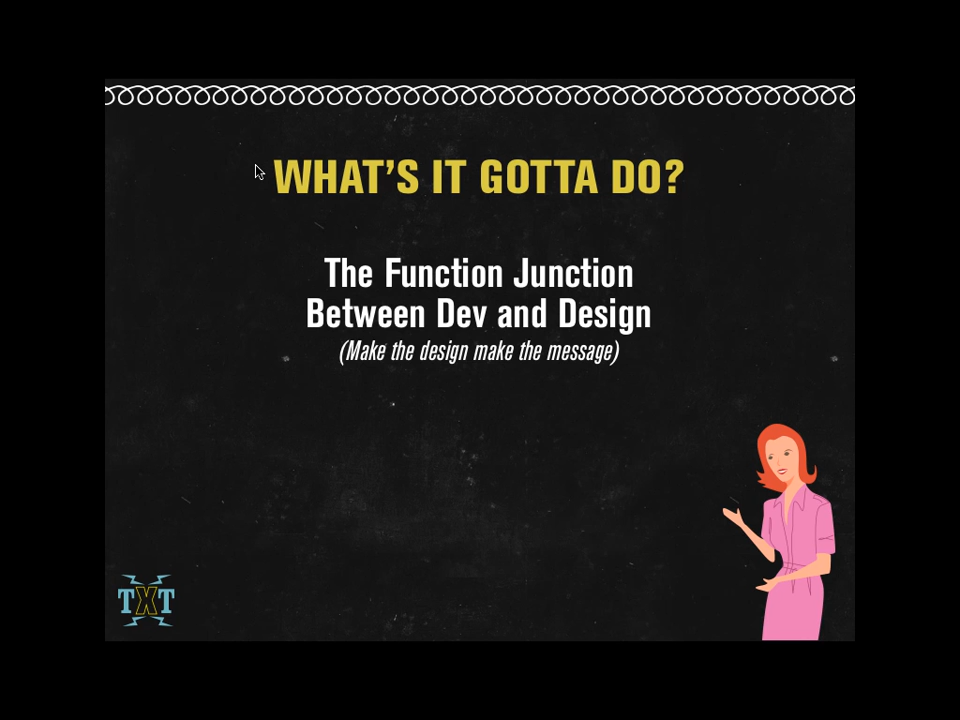 WHAT'S IT GOTTA DO?
The Function Junction
Between Dev and Design
(Make the design make the message)
TXT